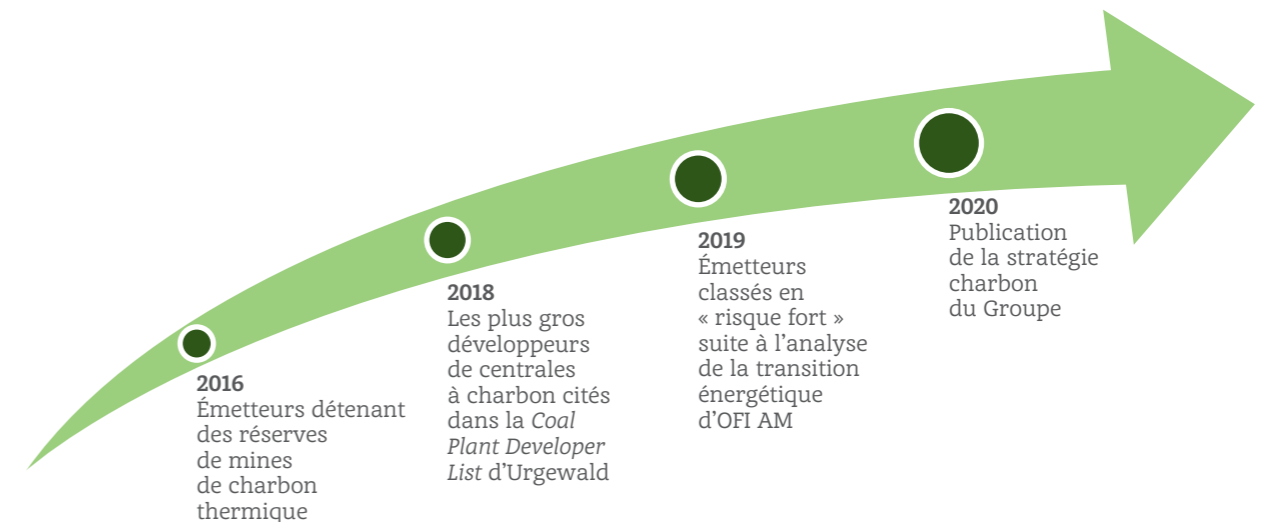 2016
Émetteurs détenant
des réserves
de mines
de charbon
thermique
2018
Les plus gros
développeurs
de centrales
à charbon cités
dans la Coal
Plant Developer
List d’Urgewald
2019
Émetteurs
classés en
« risque fort »
suite à l’analyse
de la transition
énergétique
d’OFI AM
2020
Publication
de la stratégie
charbon
du Groupe